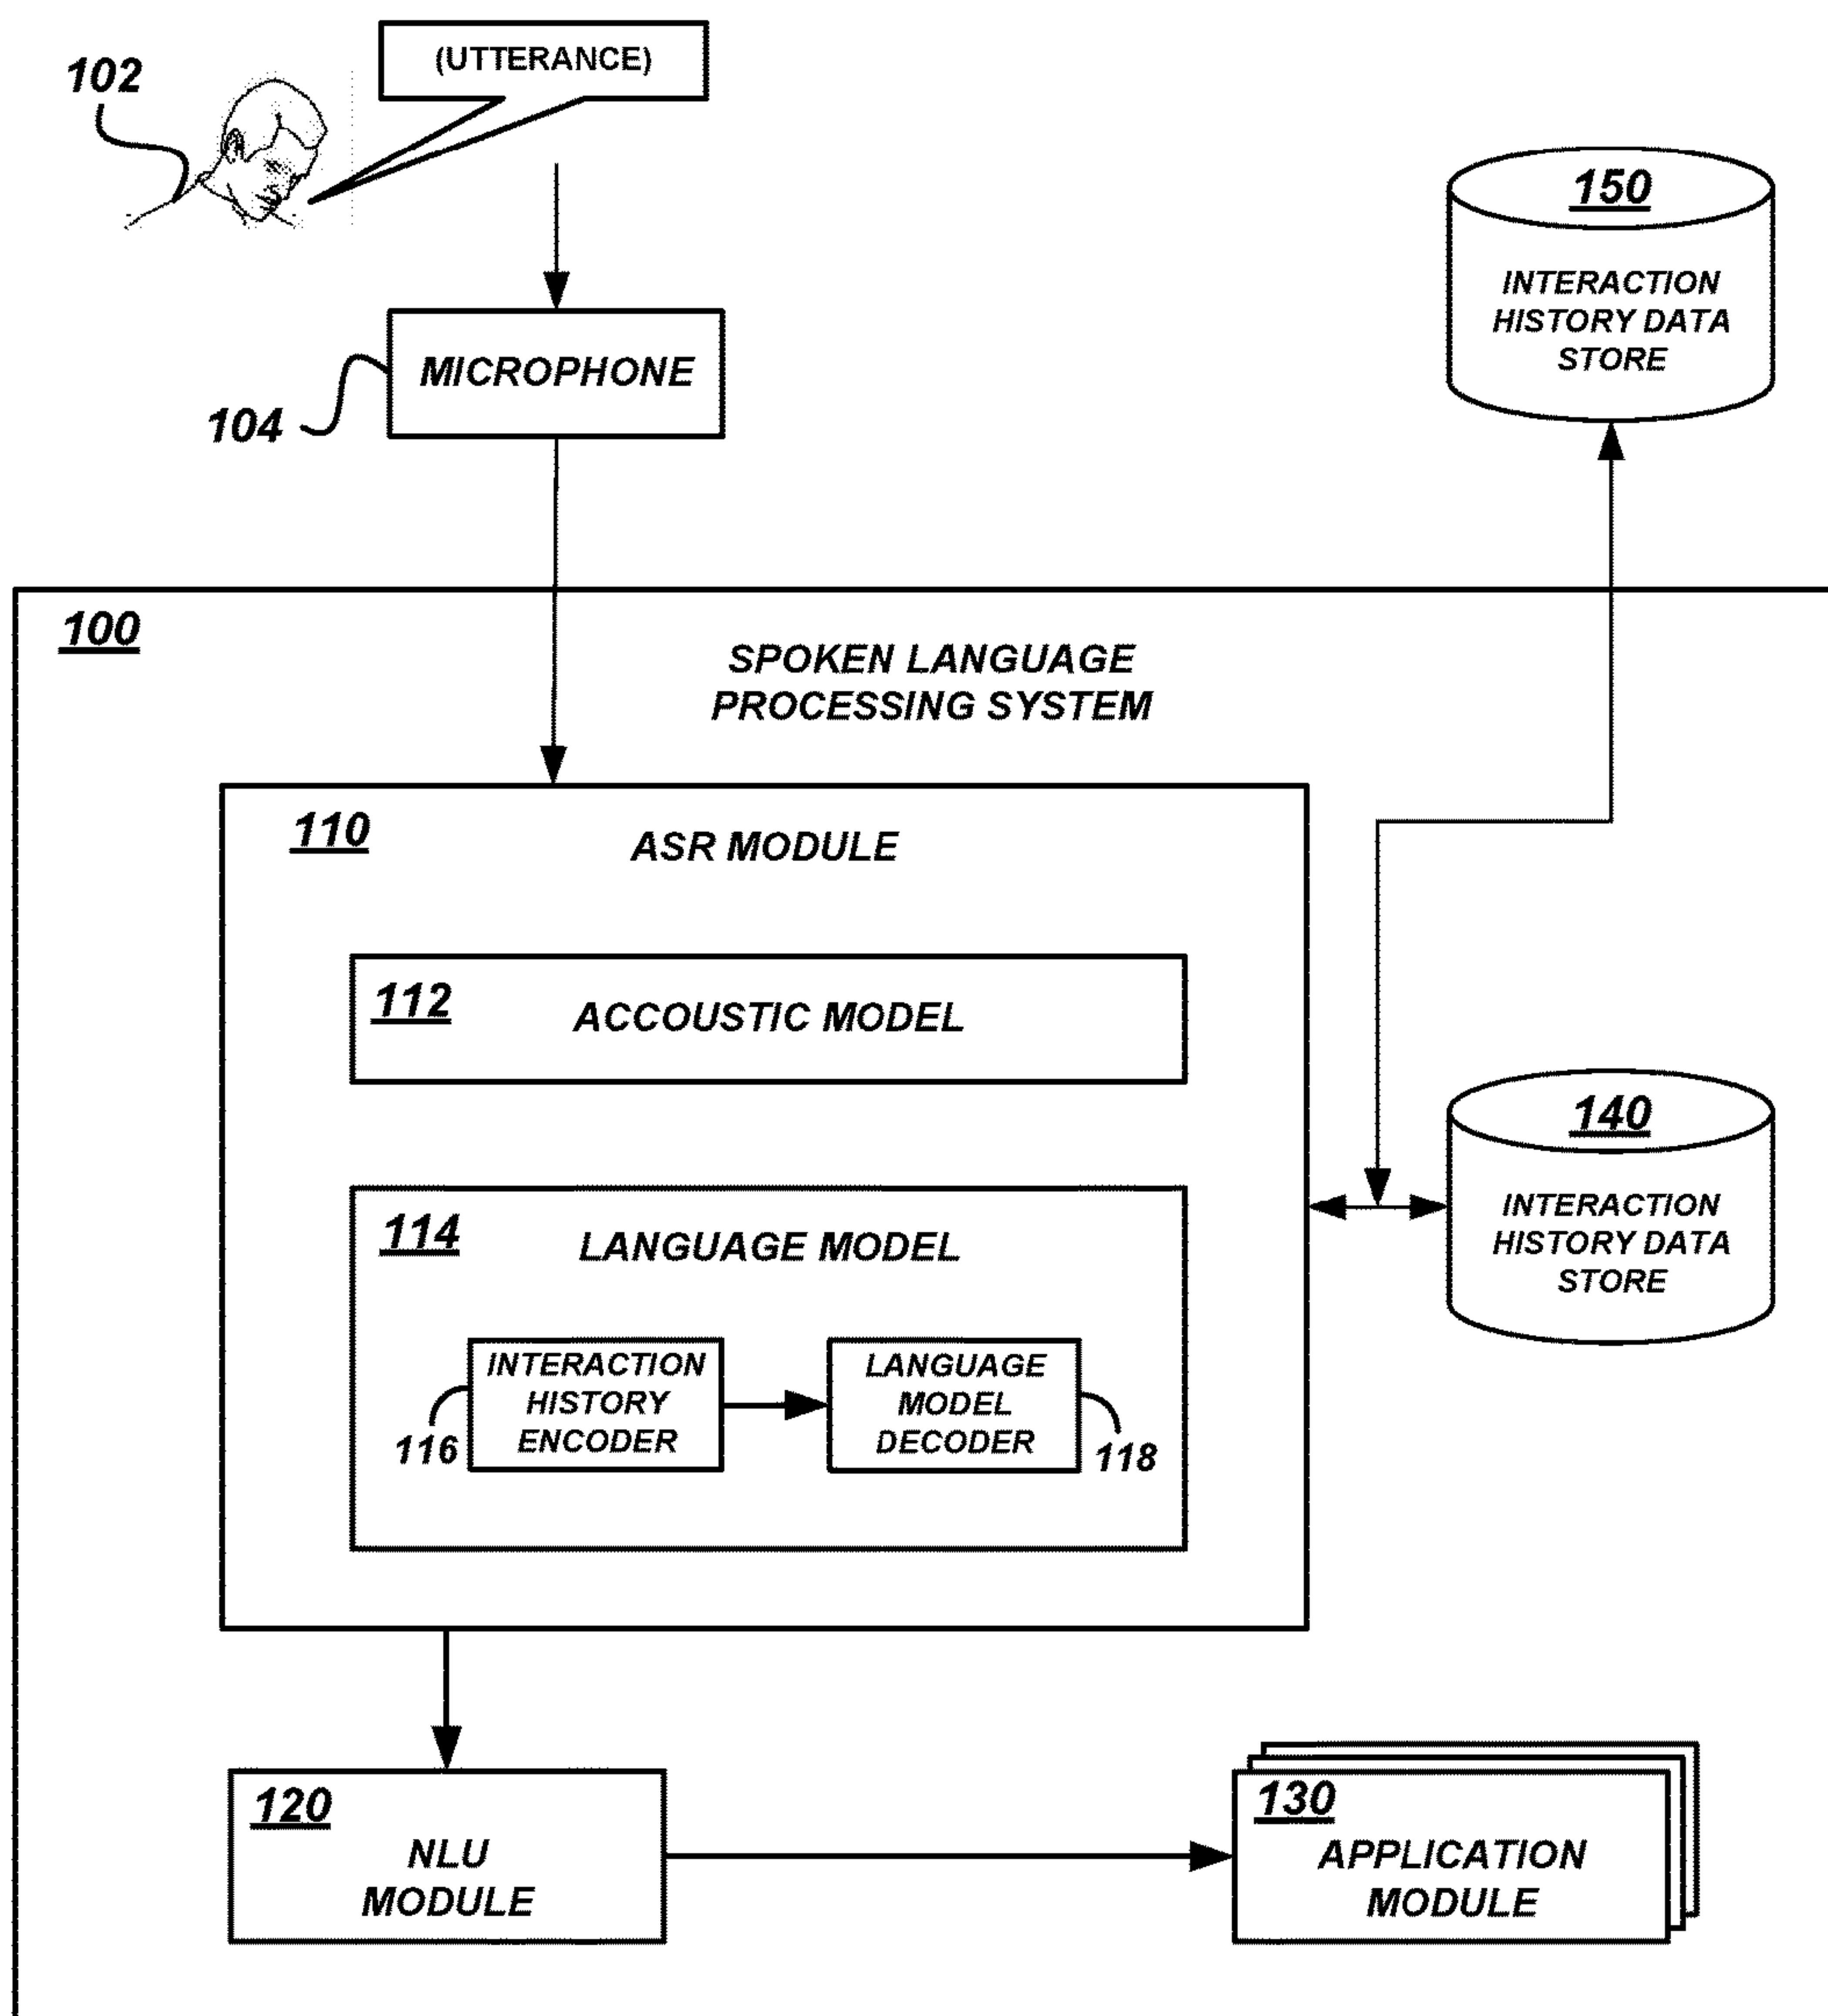 (UTTERANCE)
102
150
INTERACTION
HISTORY DATA
STORE
MICROPHONE
104
100
SPOKEN LANGUAGE
PROCESSING SYSTEM
110
ASR MODULE
112
ACCOUSTIC MODEL
140
INTERACTION
HISTORY DATA
STORE
114
LANGUAGE MODEL
INTERACTION
HISTORY
ENCODER
116
LANGUAGE
MODEL
DECODER
118
120
NLU
MODULE
130
APPLICATION
MODULE